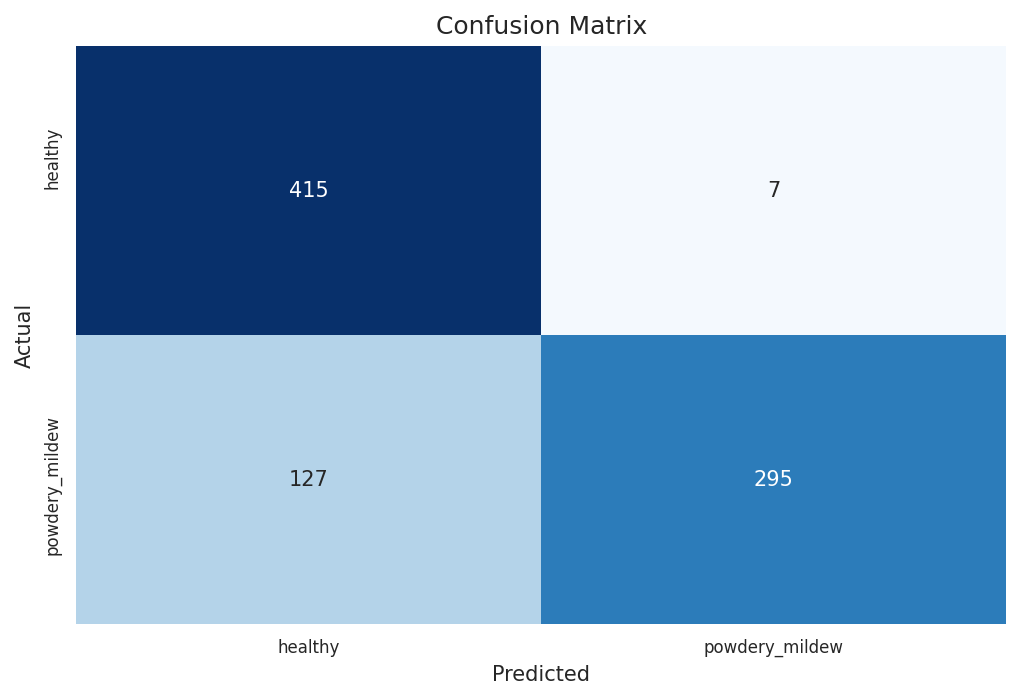 Confusion Matrix
Actual
healthy
415
7
powdery_mildew
127
295
healthy
powdery_mildew
Predicted